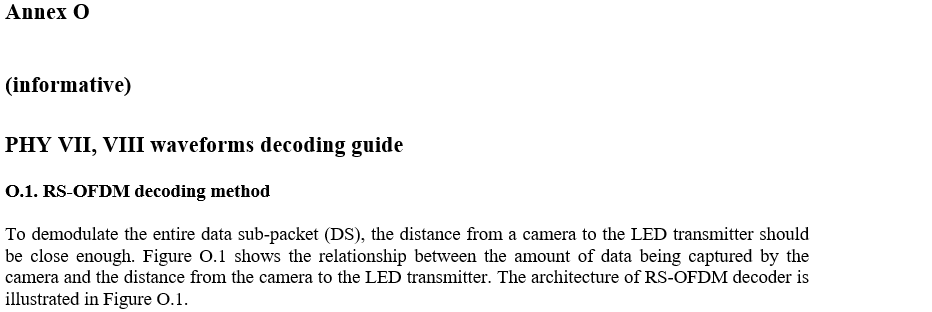 Annex O
(informative)
PHY VII, VIII waveforms decoding guide
O.1. RS-OFDM decoding method
To demodulate the entire data sub-packet (DS), the distance from a camera to the LED transmitter should
be close enough. Figure O.1 shows the relationship between the amount of data being captured by the
camera and the distance from the camera to the LED transmitter. The architecture of RS-OFDM decoder is
illustrated in Figure O.1.